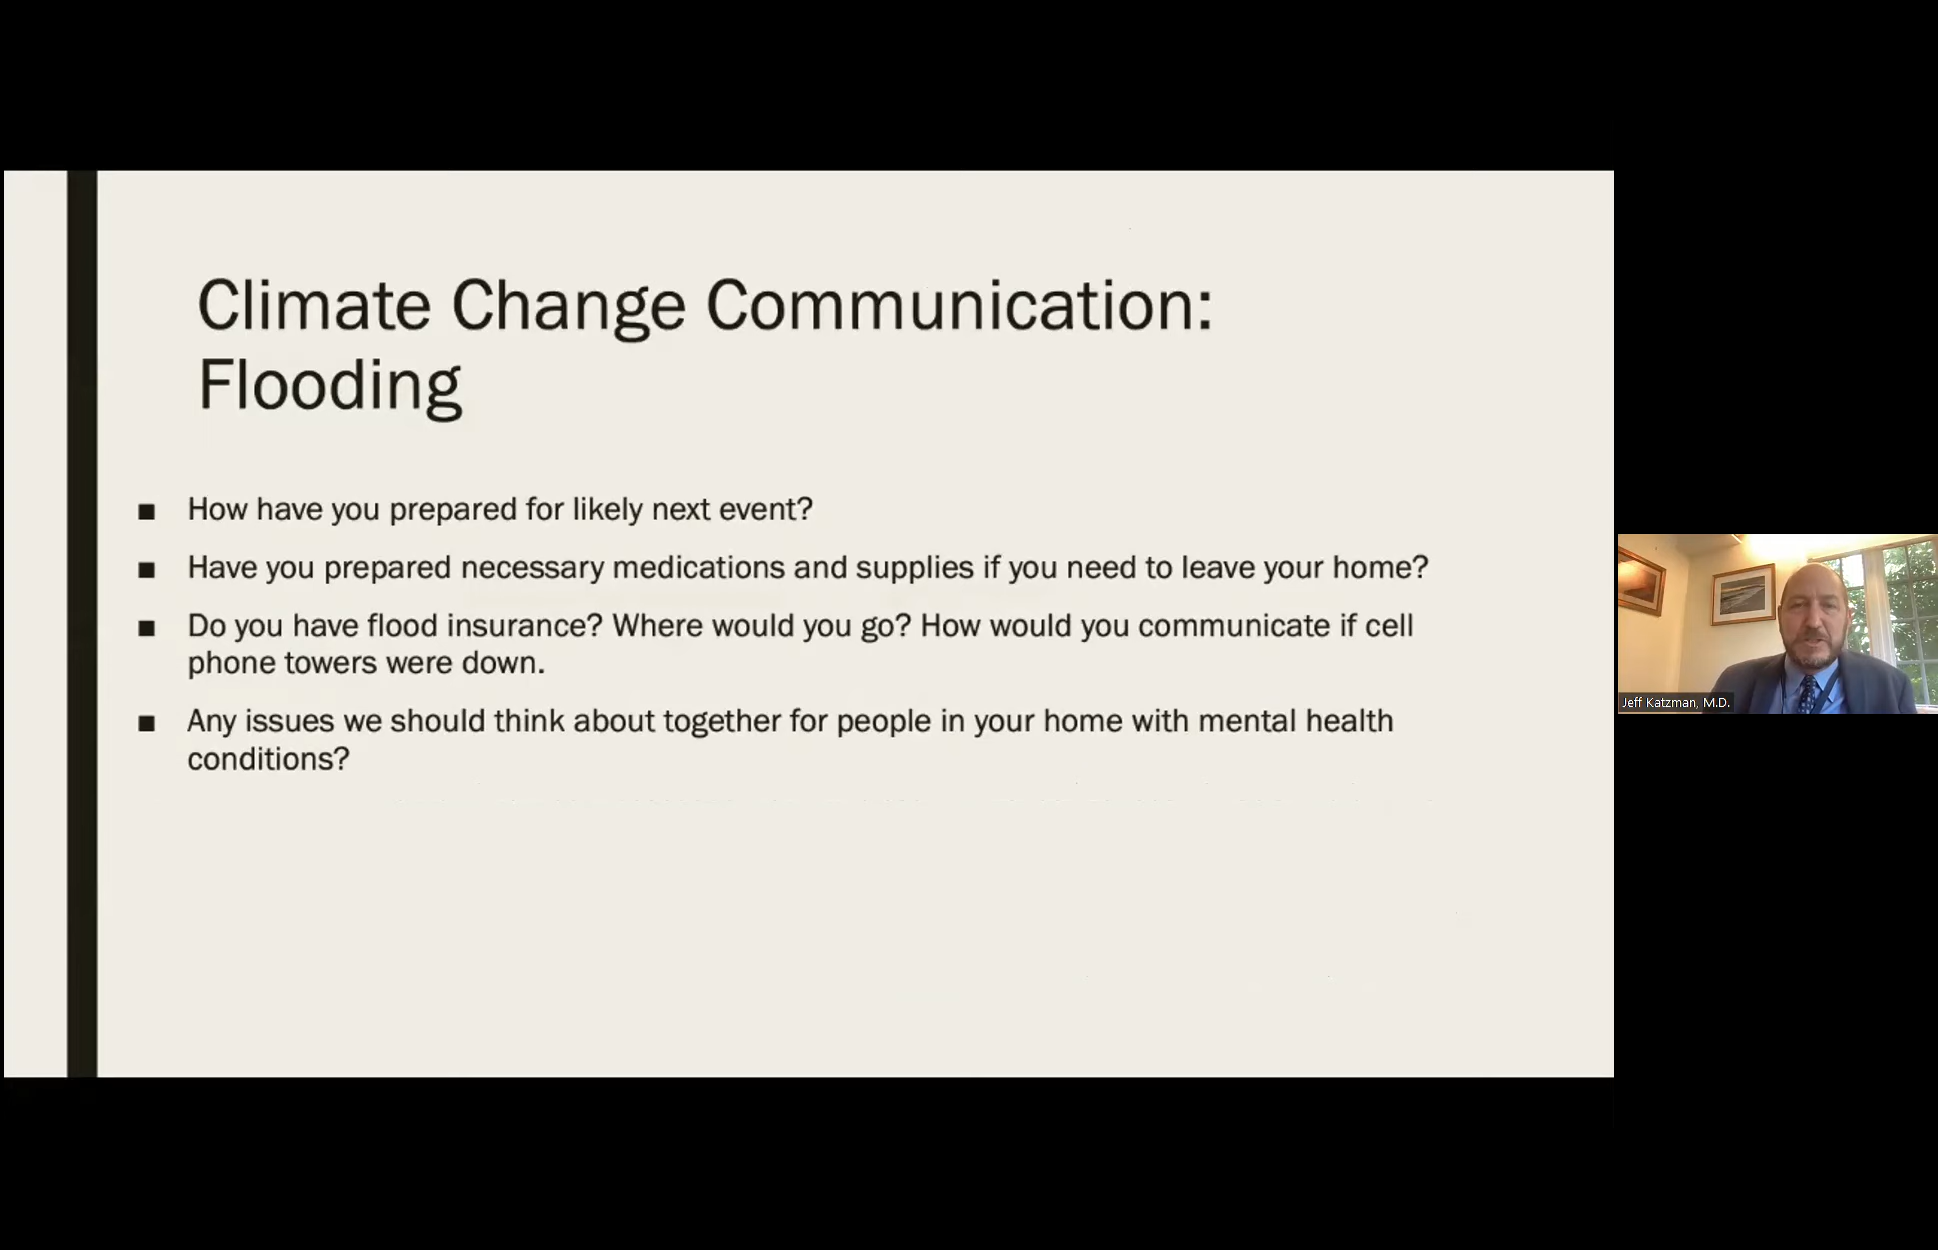 Climate Change Communication:
Flooding
■ How have you prepared for likely next event?
■ Have you prepared necessary medications and supplies if you need to leave your home?
■ Do you have flood insurance? Where would you go? How would you communicate if cell
phone towers were down.
■ Any issues we should think about together for people in your home with mental health
conditions?
Jeff Katzman, M.D.